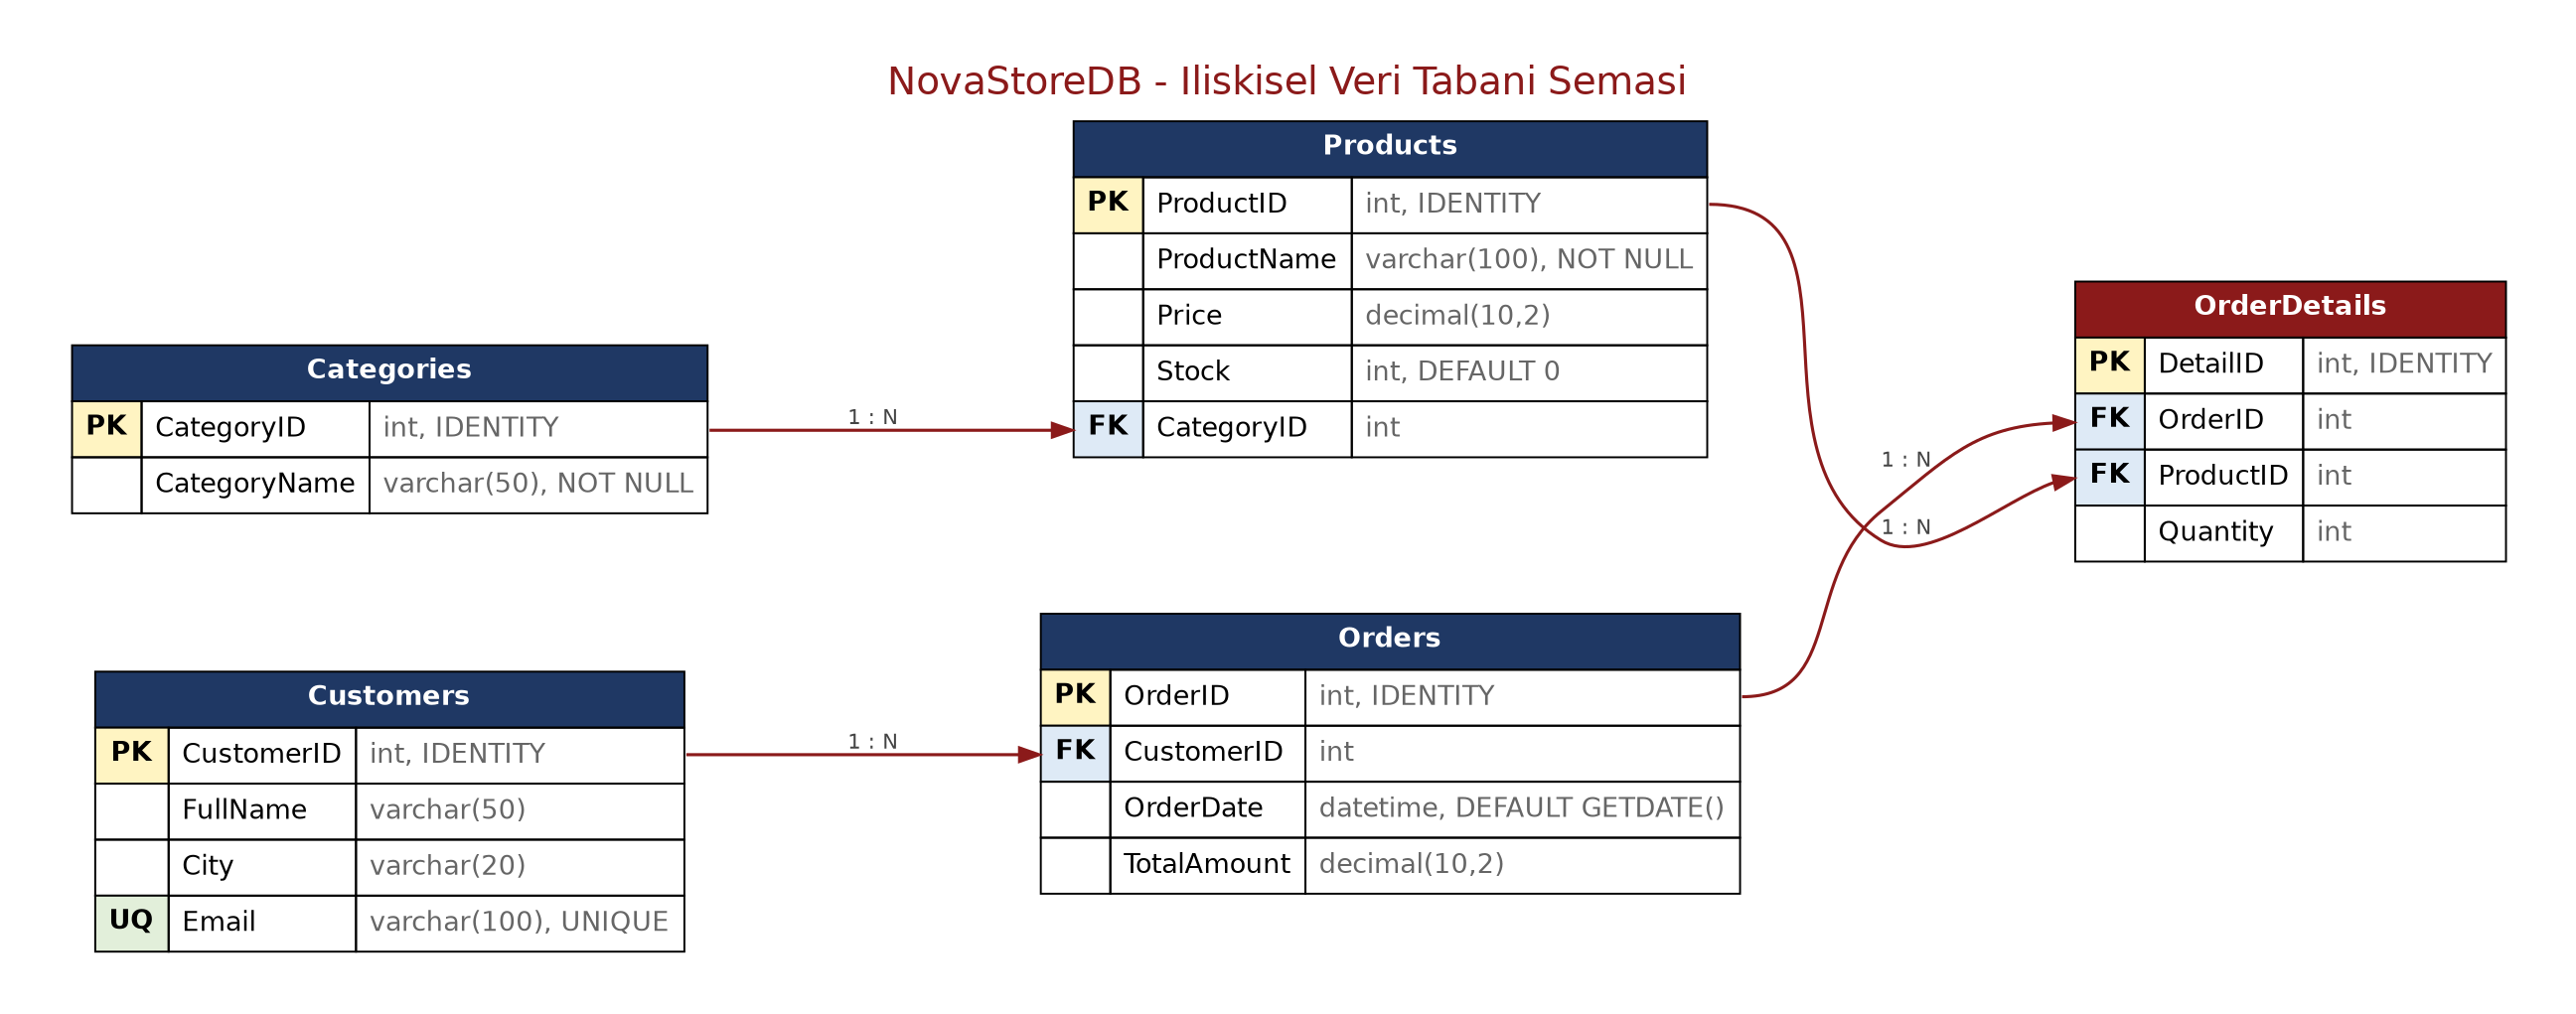 NovaStoreDB - Iliskisel Veri Tabani Semasi
Products
PK ProductID int, IDENTITY
ProductName varchar(100), NOT NULL
Price decimal(10,2)
Stock int, DEFAULT 0
FK CategoryID int
Categories
PK CategoryID int, IDENTITY
CategoryName varchar(50), NOT NULL
1 : N
OrderDetails
PK DetailID int, IDENTITY
FK OrderID int
FK ProductID int
Quantity int
1 : N
1 : N
Customers
PK CustomerID int, IDENTITY
FullName varchar(50)
City varchar(20)
UQ Email varchar(100), UNIQUE
1 : N
Orders
PK OrderID int, IDENTITY
FK CustomerID int
OrderDate datetime, DEFAULT GETDATE()
TotalAmount decimal(10,2)